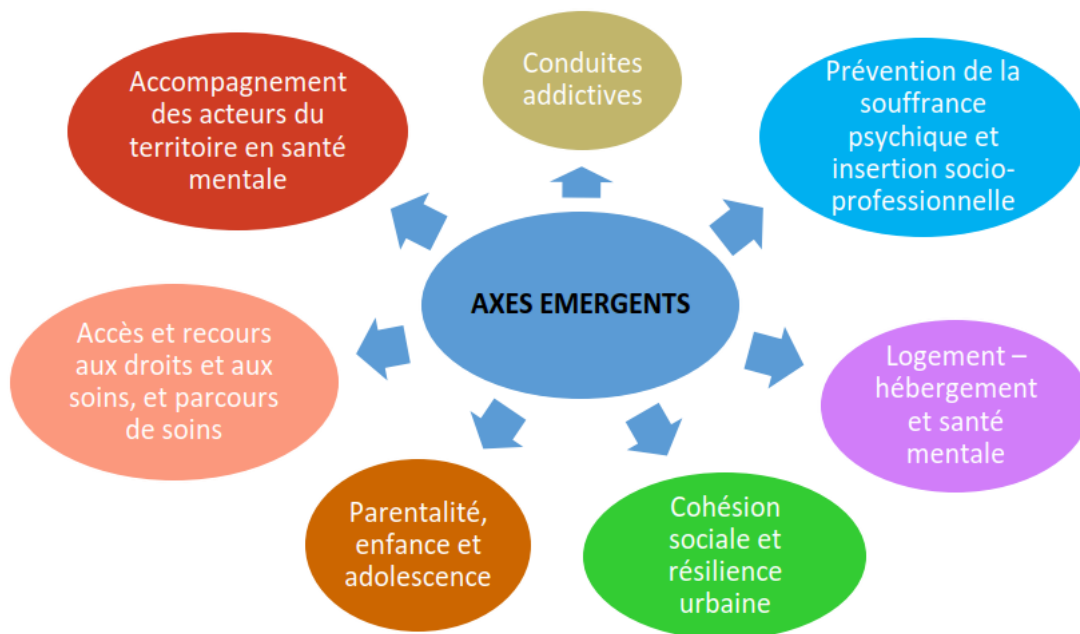 Accompagnement
des acteurs du
territoire en santé
mentale
Conduites
addictives
Prévention de la
souffrance
psychique et
insertion socio-
professionnelle
AXES EMERGENTS
Accès et recours
aux droits et aux
soins, et parcours
de soins
Logement –
hébergement
et santé
mentale
Parentalité,
enfance et
adolescence
Cohésion
sociale et
résilience
urbaine